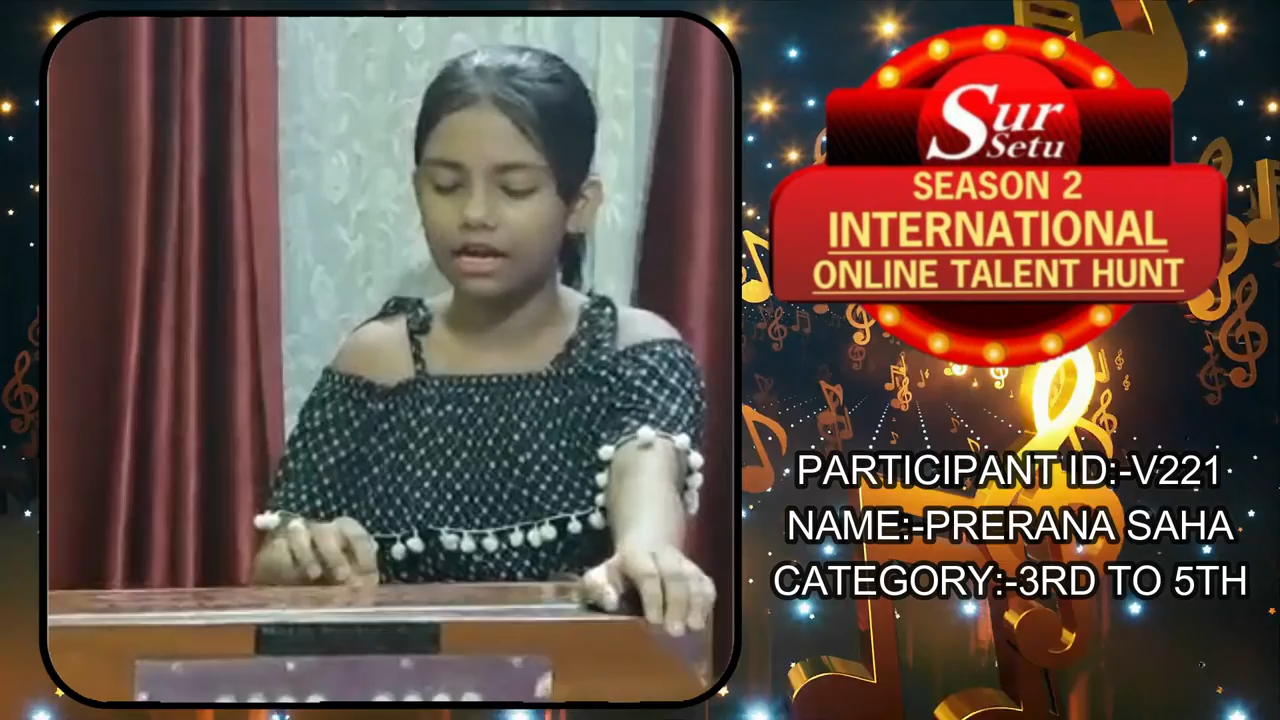 Sur
Setu
SEASON 2
INTERNATIONAL
ONLINE TALENT HUNT
PARTICIPANT ID:-V221
NAME:-PRERANA SAHA
CATEGORY:-3RD TO 5TH